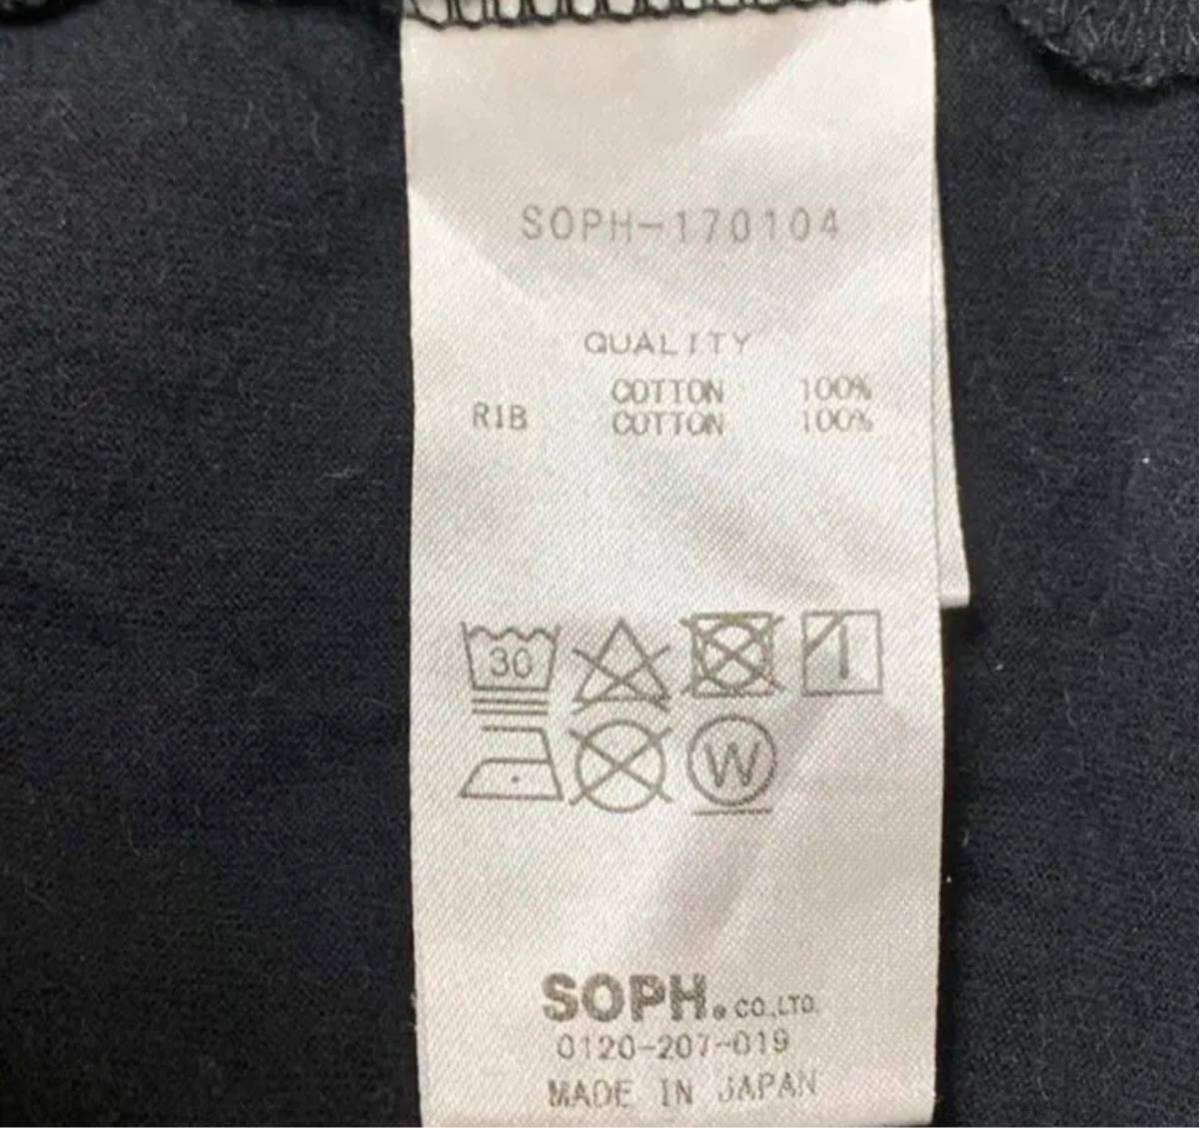 SOPH-170104
QUALITY
COTTON 100%
RIB COTTON 100%
30
W
SOPH. CO.,LTD.
0120-207-019
MADE IN JAPAN